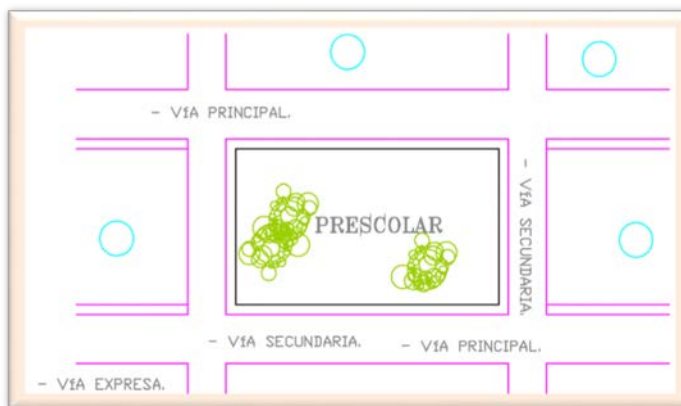 - VíA PRINCIPAL.
- VíA SECUNDARIA.
PRESCOLAR
- VíA SECUNDARIA.
- VíA PRINCIPAL.
- VíA EXPRESA.